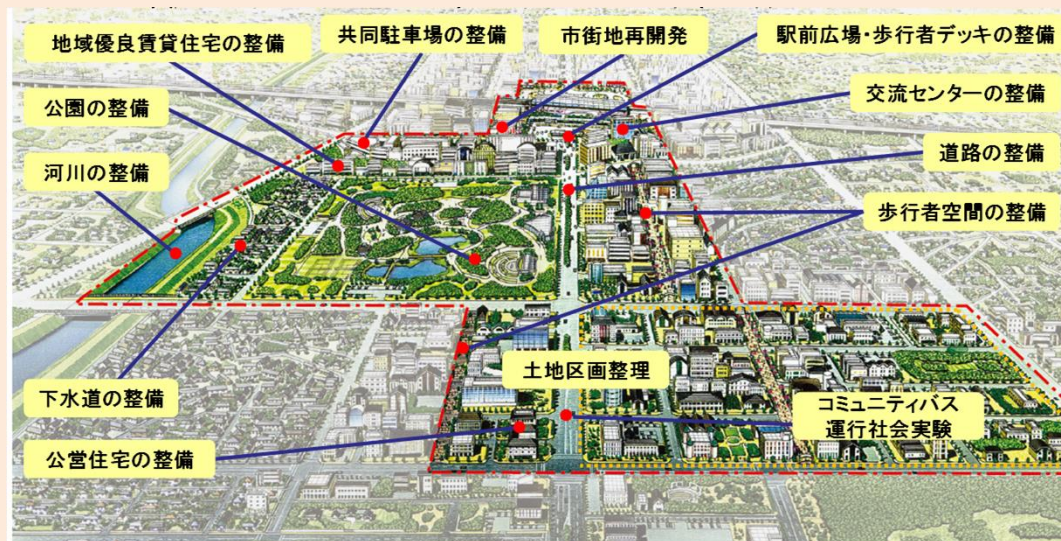 地域優良賃貸住宅の整備
共同駐車場の整備
市街地再開発
駅前広場・歩行者デッキの整備
公園の整備
交流センターの整備
河川の整備
道路の整備
歩行者空間の整備
土地区画整理
下水道の整備
コミュニティバス
運行社会実験
公営住宅の整備